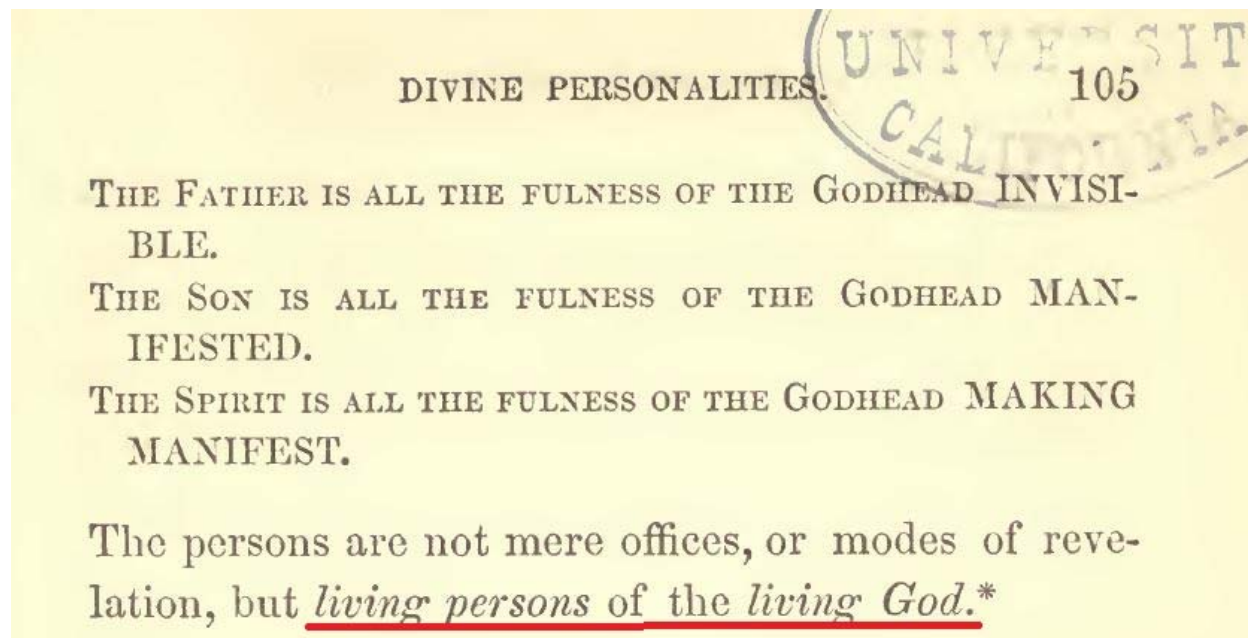 UNIVERSIT
DIVINE PERSONALITIES. 105
CALIFORNIA
THE FATHER IS ALL THE FULNESS OF THE GODHEAD INVISI-
BLE.
THE SON IS ALL THE FULNESS OF THE GODHEAD MAN-
IFESTED.
THE SPIRIT IS ALL THE FULNESS OF THE GODHEAD MAKING
MANIFEST.
The persons are not mere offices, or modes of reve-
lation, but living persons of the living God.*